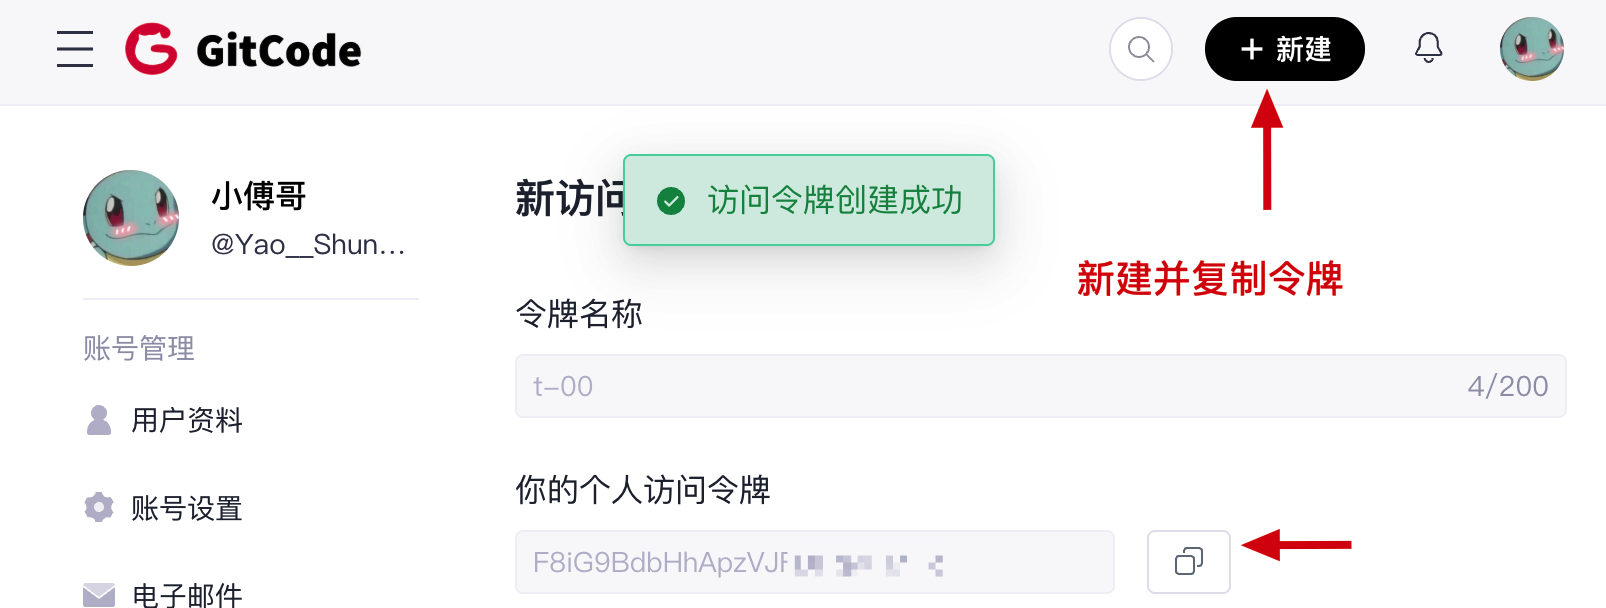 GitCode
+ 新建
小傅哥
@Yao__Shun...
新访问
访问令牌创建成功
新建并复制令牌
账号管理
令牌名称
t-00
4/200
用户资料
你的个人访问令牌
账号设置
F8iG9BdbHhApzVJ
电子邮件